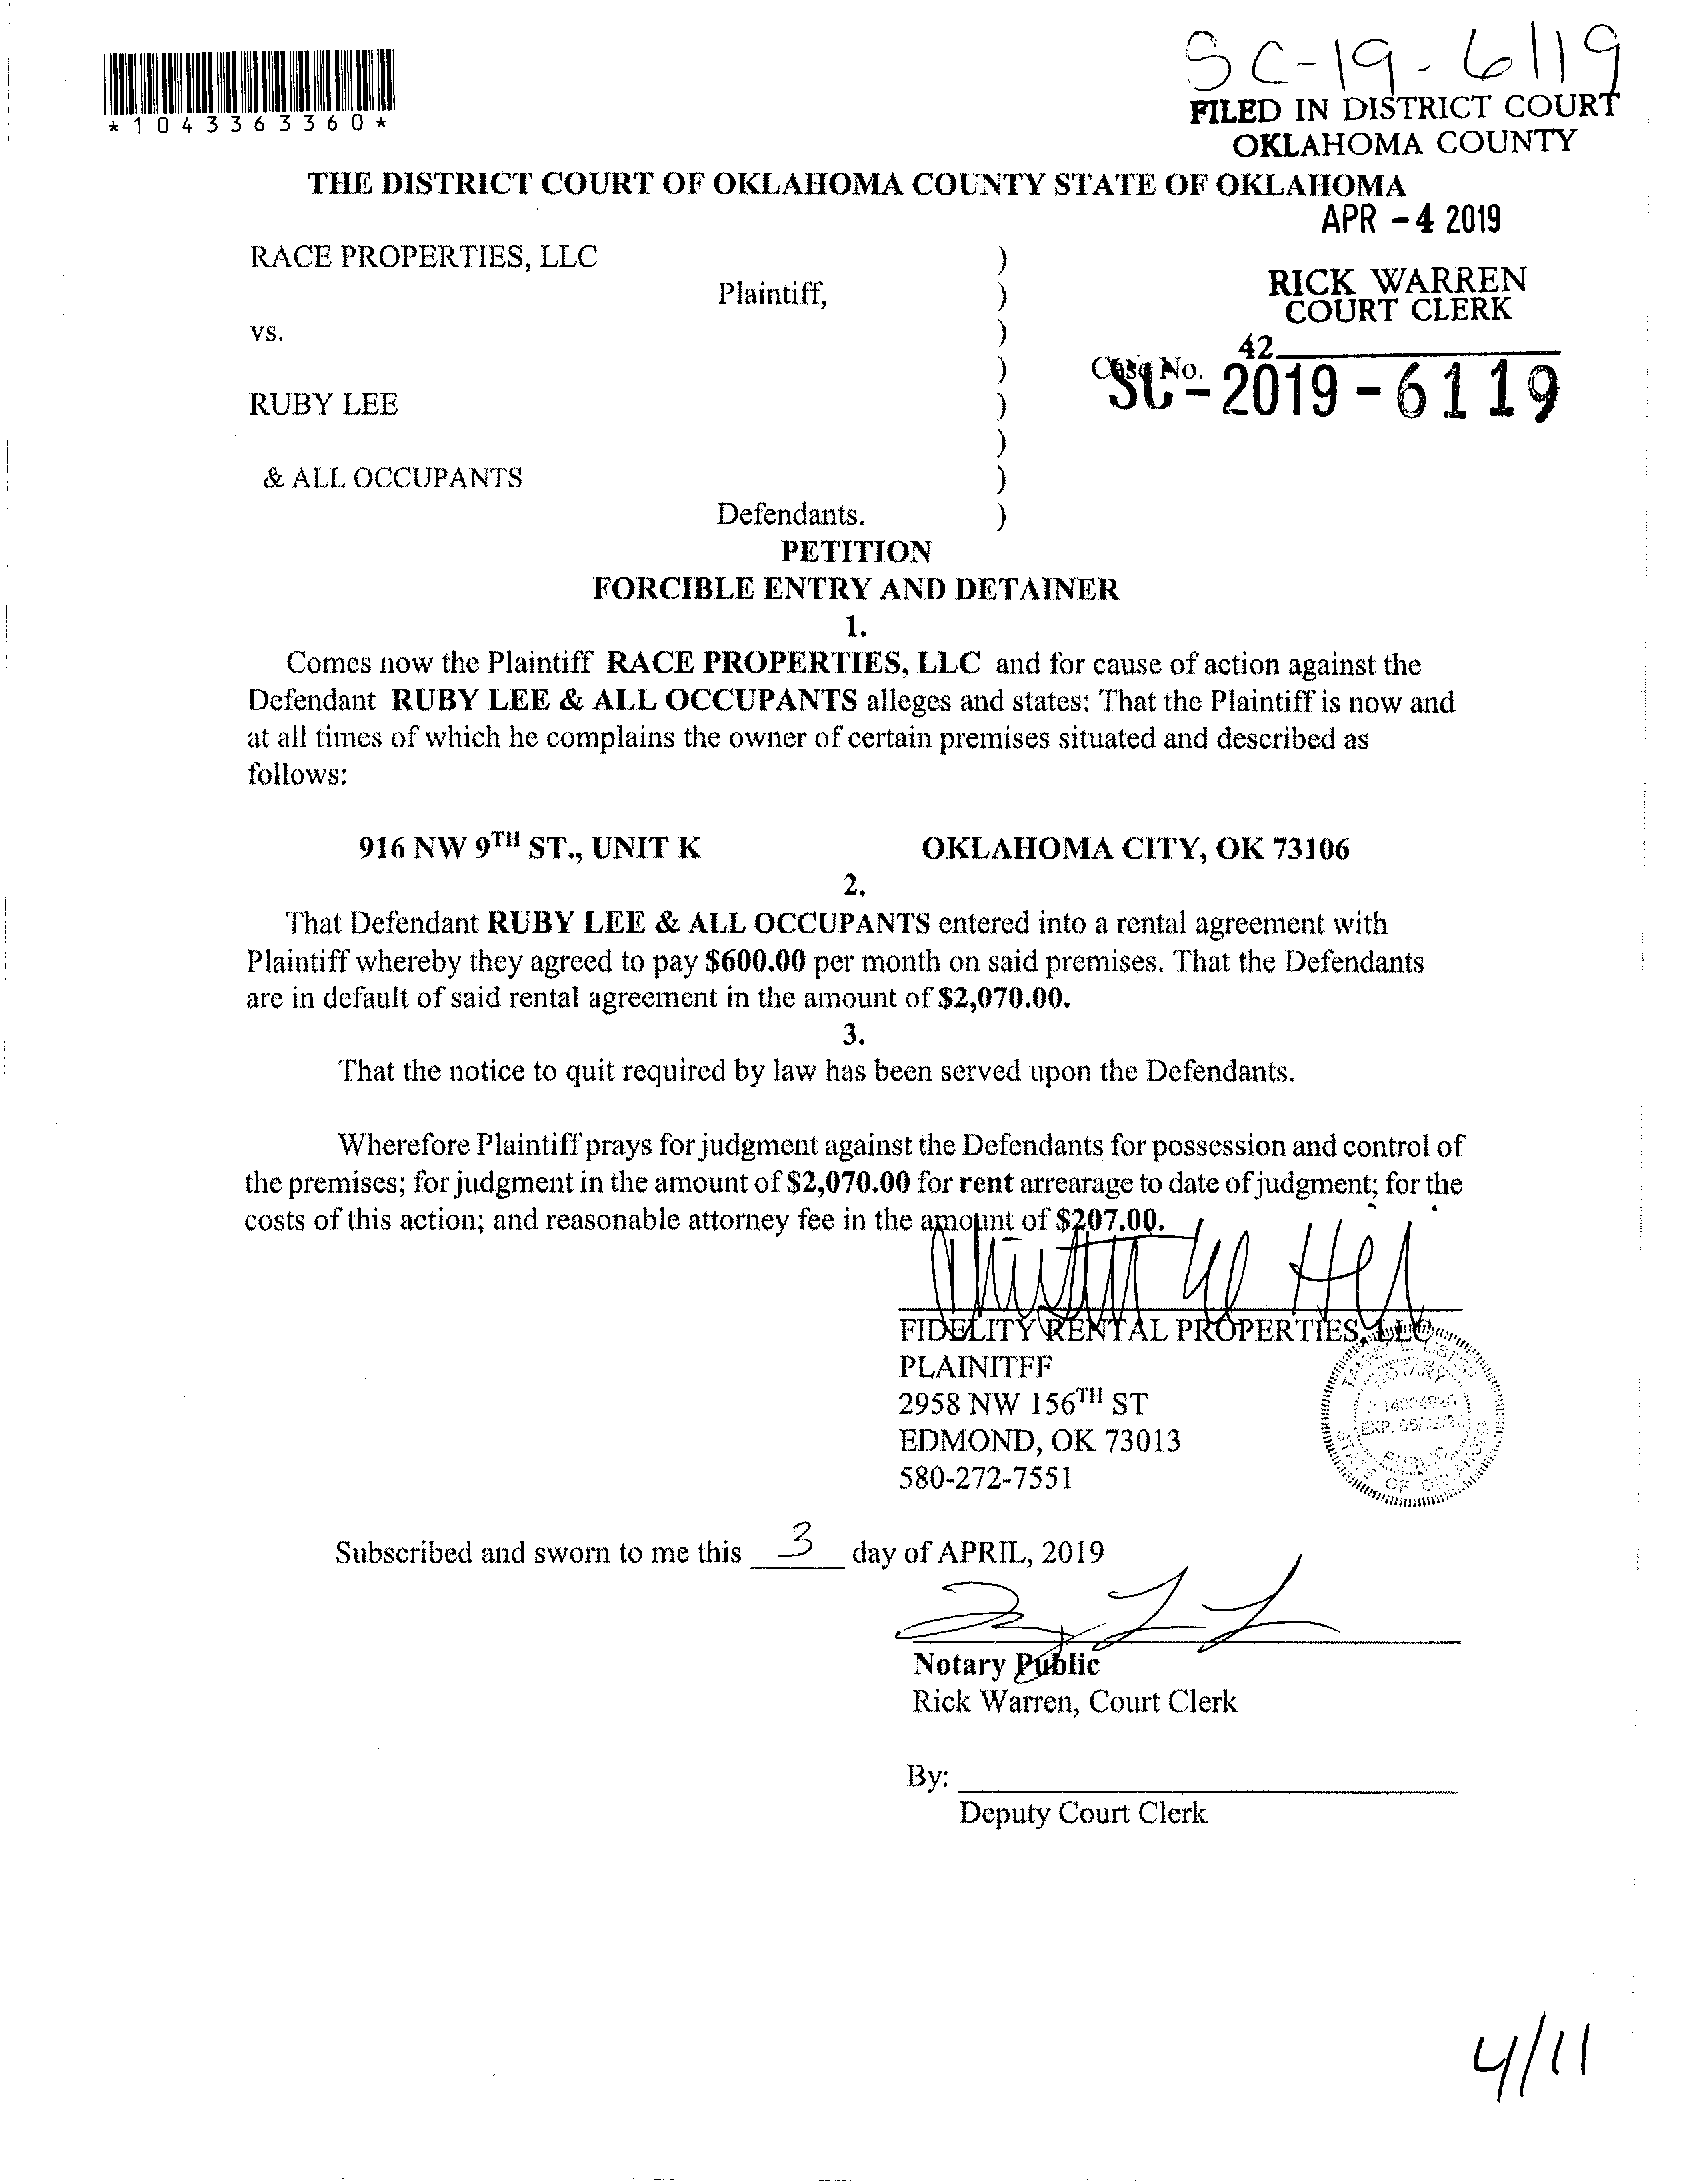 SC-19-6119
*1043363360*
FILED IN DISTRICT COURT
OKLAHOMA COUNTY
THE DISTRICT COURT OF OKLAHOMA COUNTY STATE OF OKLAHOMA
APR -4 2019
RACE PROPERTIES, LLC )
Plaintiff, )
RICK WARREN
COURT CLERK
vs. )
42
) Case No. SC-2019-6119
RUBY LEE )
)
& ALL OCCUPANTS )
Defendants. )
PETITION
FORCIBLE ENTRY AND DETAINER
1.
Comes now the Plaintiff RACE PROPERTIES, LLC and for cause of action against the
Defendant RUBY LEE & ALL OCCUPANTS alleges and states: That the Plaintiff is now and
at all times of which he complains the owner of certain premises situated and described as
follows:
916 NW 9TH ST., UNIT K OKLAHOMA CITY, OK 73106
2.
That Defendant RUBY LEE & ALL OCCUPANTS entered into a rental agreement with
Plaintiff whereby they agreed to pay $600.00 per month on said premises. That the Defendants
are in default of said rental agreement in the amount of $2,070.00.
3.
That the notice to quit required by law has been served upon the Defendants.
Wherefore Plaintiff prays for judgment against the Defendants for possession and control of
the premises; for judgment in the amount of $2,070.00 for rent arrearage to date of judgment; for the
costs of this action; and reasonable attorney fee in the amount of $207.00.
FIDELITY RENTAL PROPERTIES, LLC
PLAINITFF
2958 NW 156TH ST
EDMOND, OK 73013
580-272-7551
NOTARY
EXP.
PUBLIC
STATE OF OKLAHOMA
Subscribed and sworn to me this 3 day of APRIL, 2019
Notary Public
Rick Warren, Court Clerk
By:
Deputy Court Clerk
4/11